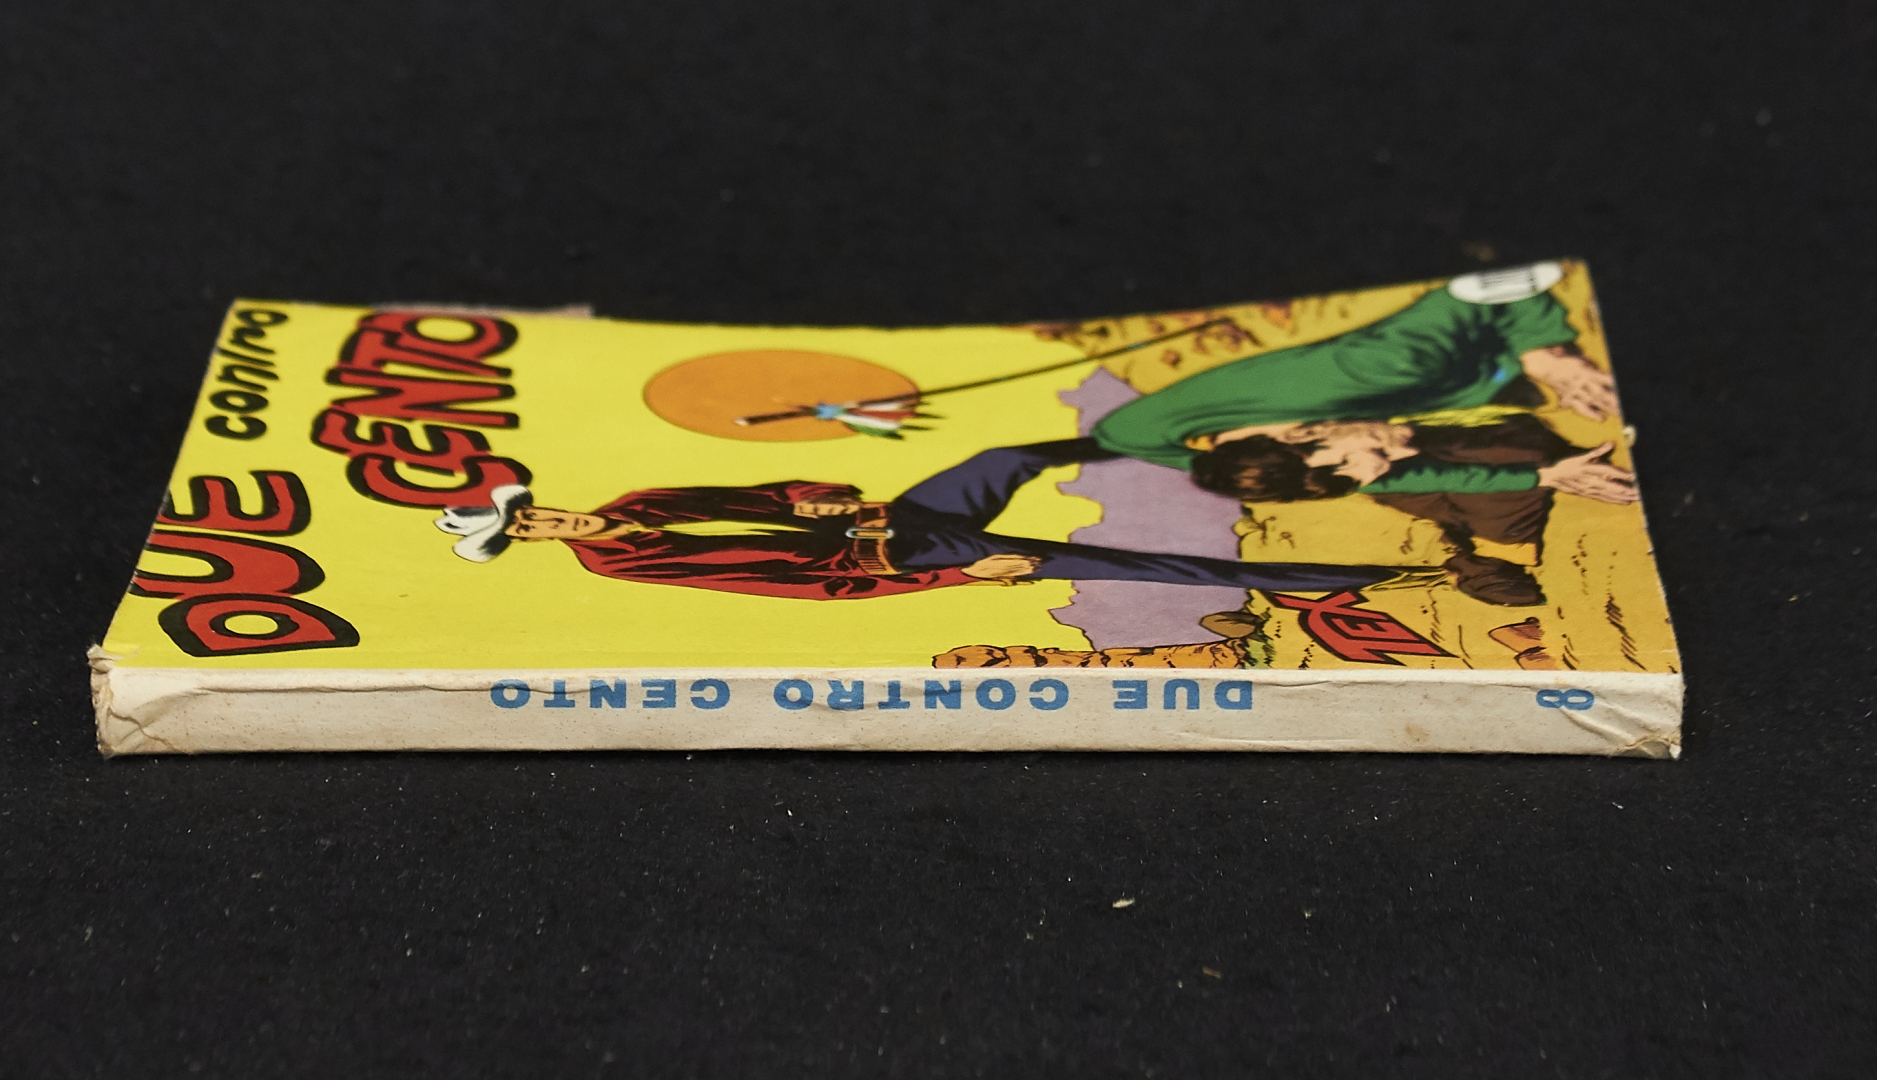 DUE contro
CENTO
TEX
8 DUE CONTRO CENTO